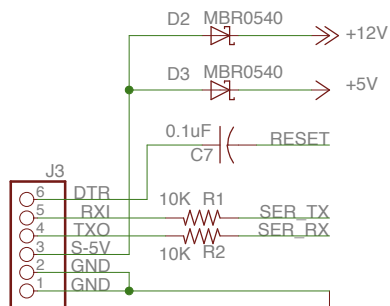 D2 MBR0540
+12V
D3 MBR0540
+5V
0.1uF
C7
RESET
J3
6 DTR
5 RXI 10K R1 SER_TX
4 TXO SER_RX
3 S-5V 10K R2
2 GND
1 GND